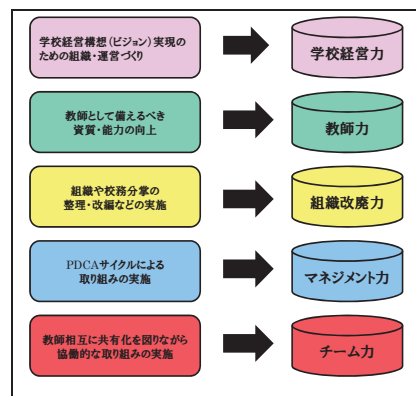 学校経営構想(ビジョン)実現の
ための組織・運営づくり
学校経営力
教師として備えるべき
資質・能力の向上
教師力
組織や校務分掌の
整理・改編などの実施
組織改廃力
PDCAサイクルによる
取り組みの実施
マネジメント力
教師相互に共有化を図りながら
協働的な取り組みの実施
チーム力